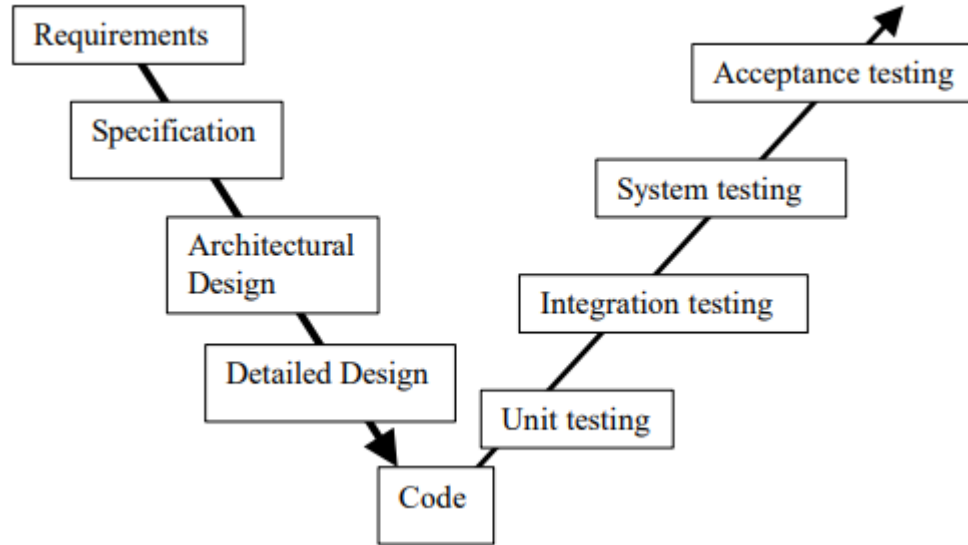 Requirements
Specification
Architectural
Design
Detailed Design
Code
Unit testing
Integration testing
System testing
Acceptance testing